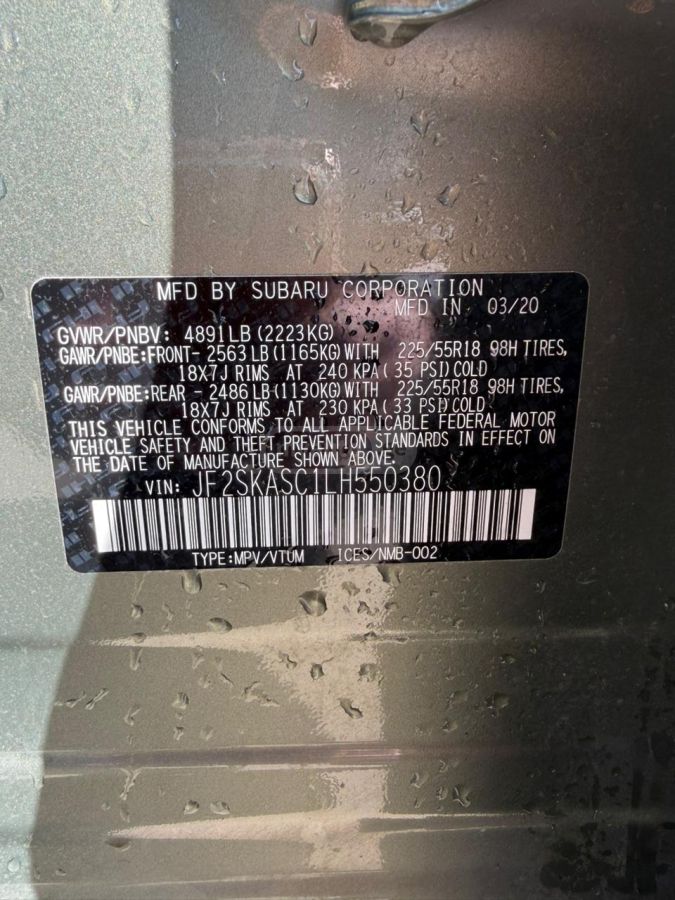 MFD BY SUBARU CORPORATION
MFD IN 03/20
GVWR/PNBV: 4891LB (2223KG)
GAWR/PNBE:FRONT- 2563LB (1165KG) WITH 225/55R18 98H TIRES,
18X7J RIMS AT 240 KPA (35 PSI) COLD
GAWR/PNBE:REAR - 2486LB (1130KG) WITH 225/55R18 98H TIRES,
18X7J RIMS AT 230 KPA (33 PSI) COLD
THIS VEHICLE CONFORMS TO ALL APPLICABLE FEDERAL MOTOR
VEHICLE SAFETY AND THEFT PREVENTION STANDARDS IN EFFECT ON
THE DATE OF MANUFACTURE SHOWN ABOVE.
VIN: JF2SKASC1LH550380
TYPE:MPV/VTUM ICES/NMB-002